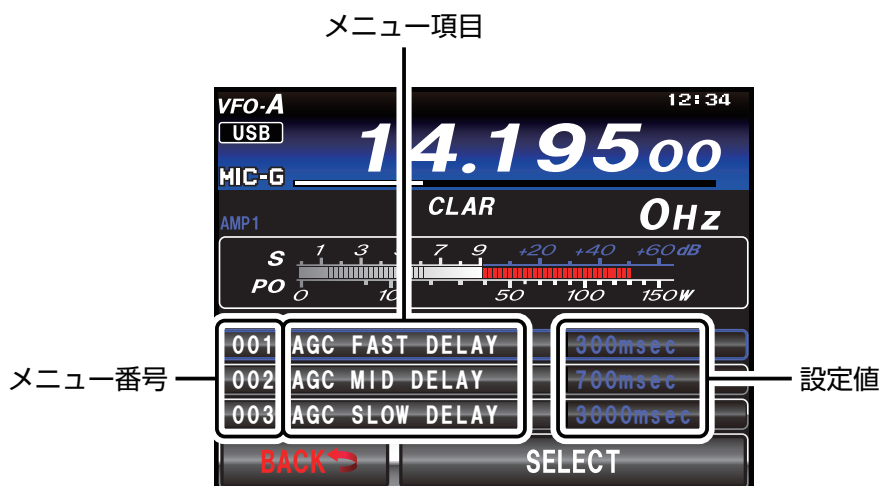 メニュー項目
VFO-A
12:34
USB
14.19500
MIC-G
CLAR
0Hz
AMP1
S 1 3 5 7 9 +20 +40 +60dB
PO 0 10 50 100 150W
メニュー番号
001 AGC FAST DELAY 300msec
002 AGC MID DELAY 700msec
003 AGC SLOW DELAY 3000msec
設定値
BACK SELECT